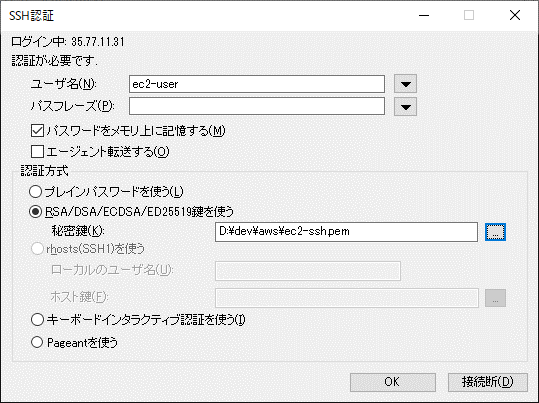 SSH認証
ログイン中: 35.77.11.31
認証が必要です.
ユーザ名(N):
ec2-user
パスフレーズ(P):
パスワードをメモリ上に記憶する(M)
エージェント転送する(O)
認証方式
プレインパスワードを使う(L)
RSA/DSA/ECDSA/ED25519鍵を使う
秘密鍵(K):
D:¥dev¥aws¥ec2-ssh.pem
...
rhosts(SSH1)を使う
ローカルのユーザ名(U):
ホスト鍵(F):
...
キーボードインタラクティブ認証を使う(I)
Pageantを使う
OK
接続断(D)